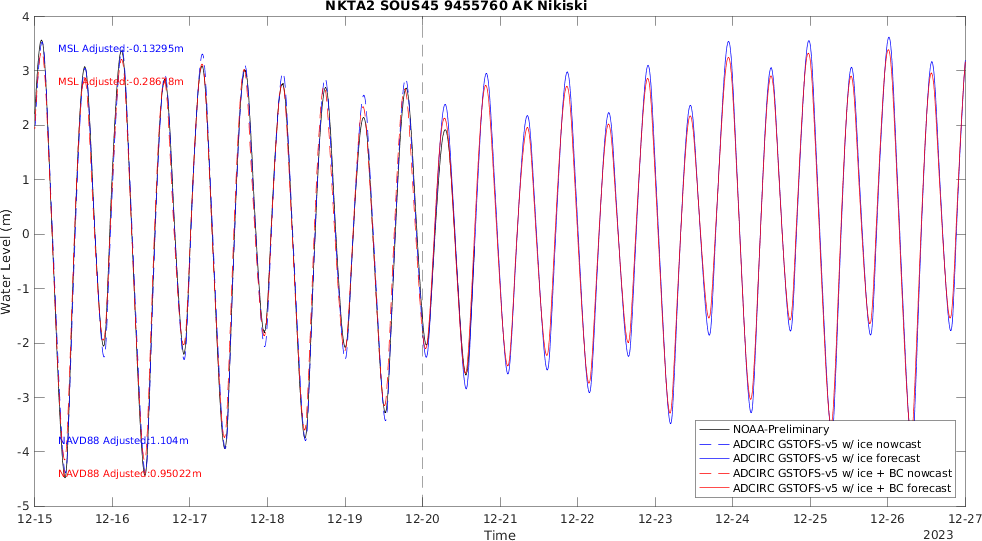 NKTA2 SOUS45 9455760 AK Nikiski
4
3
2
1
0
-1
-2
-3
-4
-5
Water Level (m)
MSL Adjusted:-0.13295m
MSL Adjusted:-0.28678m
NAVD88 Adjusted:1.104m
NAVD88 Adjusted:0.95022m
NOAA-Preliminary
ADCIRC GSTOFS-v5 w/ ice nowcast
ADCIRC GSTOFS-v5 w/ ice forecast
ADCIRC GSTOFS-v5 w/ ice + BC nowcast
ADCIRC GSTOFS-v5 w/ ice + BC forecast
12-15 12-16 12-17 12-18 12-19 12-20 12-21 12-22 12-23 12-24 12-25 12-26 12-27
Time
2023